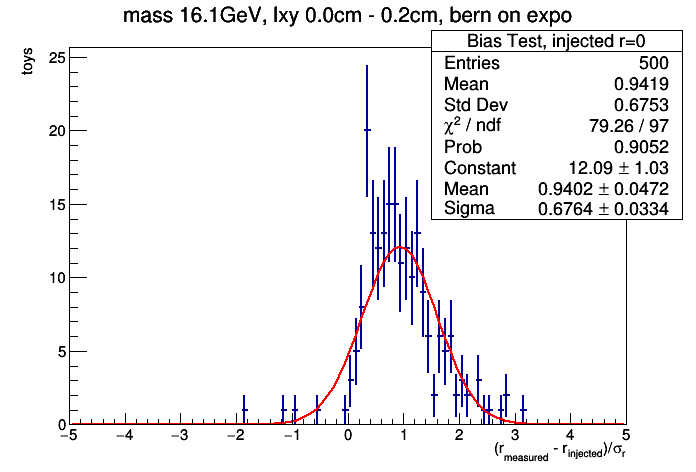 mass 16.1GeV, lxy 0.0cm - 0.2cm, bern on expo
Bias Test, injected r=0
Entries 500
Mean 0.9419
Std Dev 0.6753
χ² / ndf 79.26 / 97
Prob 0.9052
Constant 12.09 ± 1.03
Mean 0.9402 ± 0.0472
Sigma 0.6764 ± 0.0334
toys
25
20
15
10
5
0
−5 −4 −3 −2 −1 0 1 2 3 4 5
(r_measured - r_injected)/σ_r